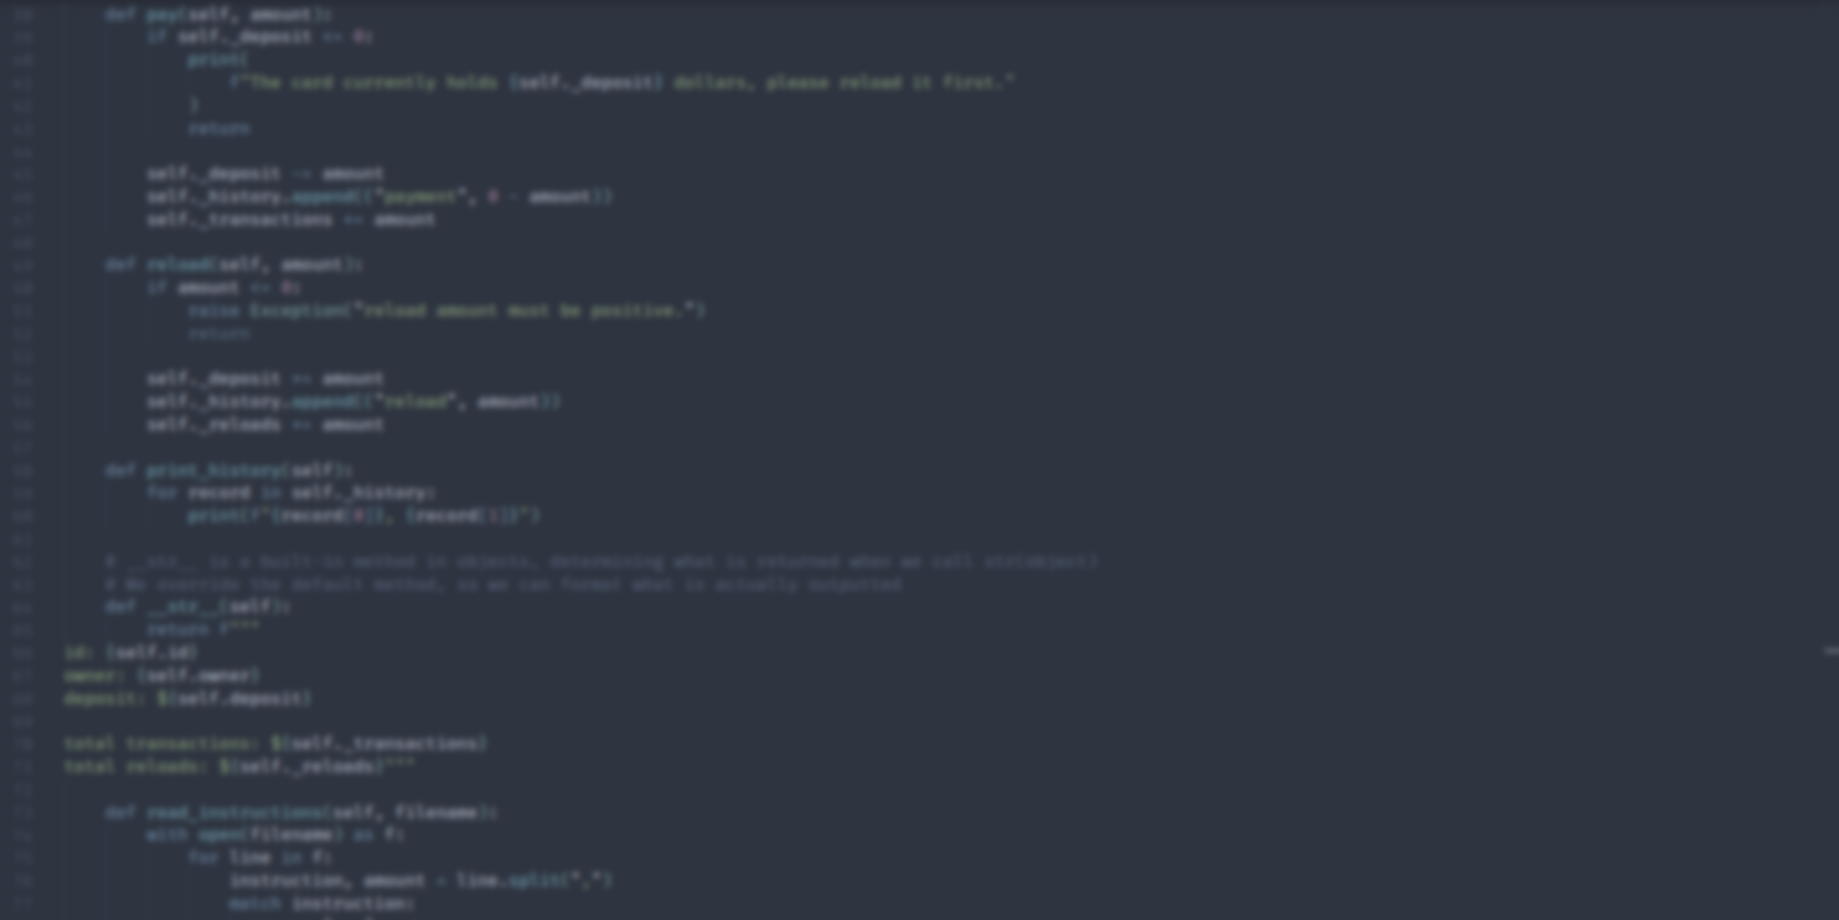 def pay(self, amount):
if self._deposit <= 0:
print(
f"The card currently holds {self._deposit} dollars, please reload it first."
)
return
self._deposit -= amount
self._history.append(("payment", 0 - amount))
self._transactions += amount
def reload(self, amount):
if amount <= 0:
raise Exception("reload amount must be positive.")
return
self._deposit += amount
self._history.append(("reload", amount))
self._reloads += amount
def print_history(self):
for record in self._history:
print(f"{record[0]}, {record[1]}")
# __str__ is a built-in method in objects, determining what is returned when we call str(object)
# We override the default method, so we can format what is actually outputted
def __str__(self):
return f"""
id: {self.id}
owner: {self.owner}
deposit: ${self.deposit}
total transactions: ${self._transactions}
total reloads: ${self._reloads}"""
def read_instructions(self, filename):
with open(filename) as f:
for line in f:
instruction, amount = line.split(",")
match instruction: